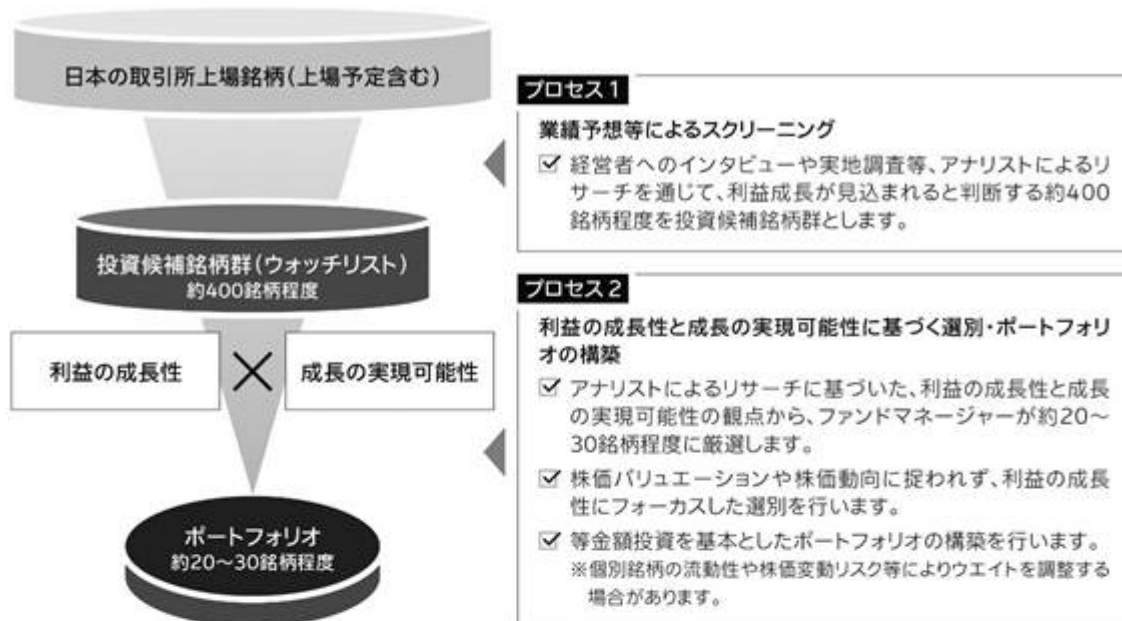 日本の取引所上場銘柄(上場予定含む)
投資候補銘柄群(ウォッチリスト)
約400銘柄程度
利益の成長性
×
成長の実現可能性
ポートフォリオ
約20〜30銘柄程度
プロセス1
業績予想等によるスクリーニング
経営者へのインタビューや実地調査等、アナリストによるリ
サーチを通じて、利益成長が見込まれると判断する約400
銘柄程度を投資候補銘柄群とします。
プロセス2
利益の成長性と成長の実現可能性に基づく選別・ポートフォリ
オの構築
アナリストによるリサーチに基づいた、利益の成長性と成長
の実現可能性の観点から、ファンドマネージャーが約20〜
30銘柄程度に厳選します。
株価バリュエーションや株価動向に捉われず、利益の成長
性にフォーカスした選別を行います。
等金額投資を基本としたポートフォリオの構築を行います。
※個別銘柄の流動性や株価変動リスク等によりウエイトを調整する
場合があります。